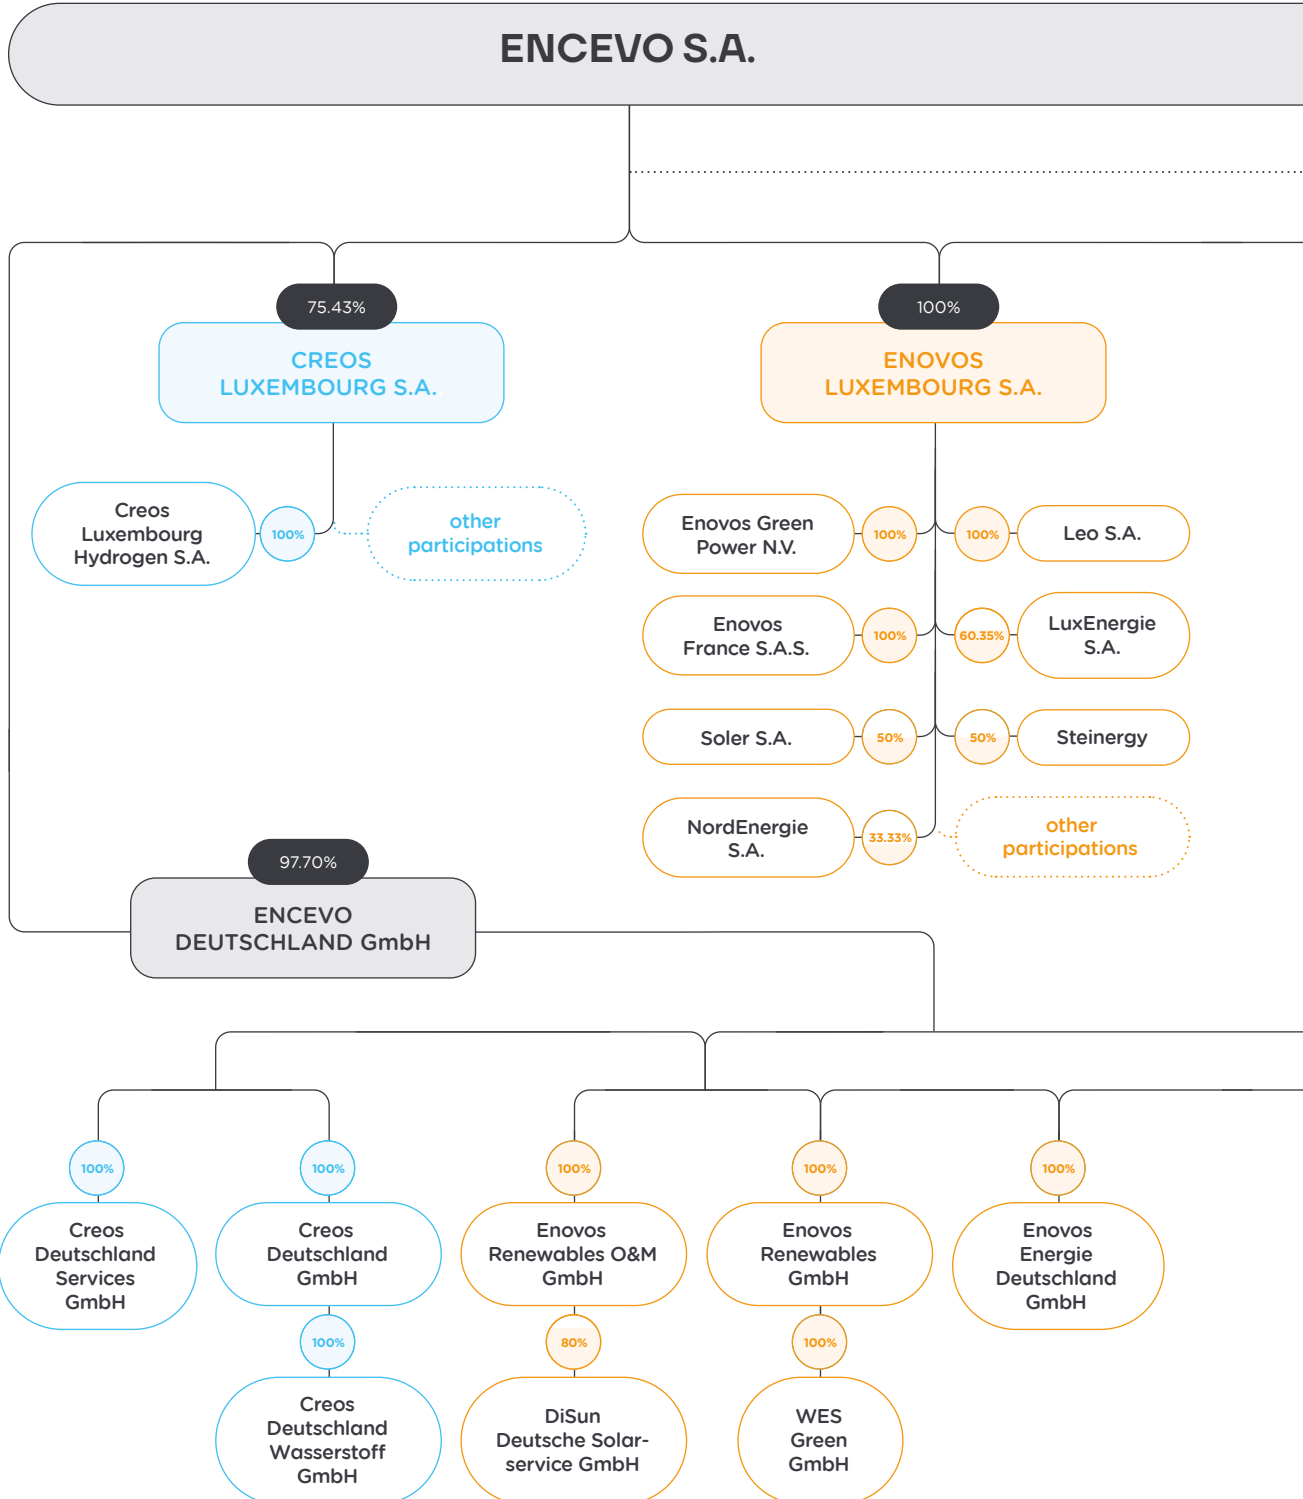 ENCEVO S.A.
75.43%
CREOS
LUXEMBOURG S.A.
100%
ENOVOS
LUXEMBOURG S.A.
Creos
Luxembourg
Hydrogen S.A.
100%
other
participations
Enovos Green
Power N.V.
100%
100%
Leo S.A.
Enovos
France S.A.S.
100%
60.35%
LuxEnergie
S.A.
Soler S.A.
50%
50%
Steinergy
NordEnergie
S.A.
33.33%
other
participations
97.70%
ENCEVO
DEUTSCHLAND GmbH
100%
Creos
Deutschland
Services
GmbH
100%
Creos
Deutschland
GmbH
100%
Creos
Deutschland
Wasserstoff
GmbH
100%
Enovos
Renewables O&M
GmbH
80%
DiSun
Deutsche Solar-
service GmbH
100%
Enovos
Renewables
GmbH
100%
WES
Green
GmbH
100%
Enovos
Energie
Deutschland
GmbH